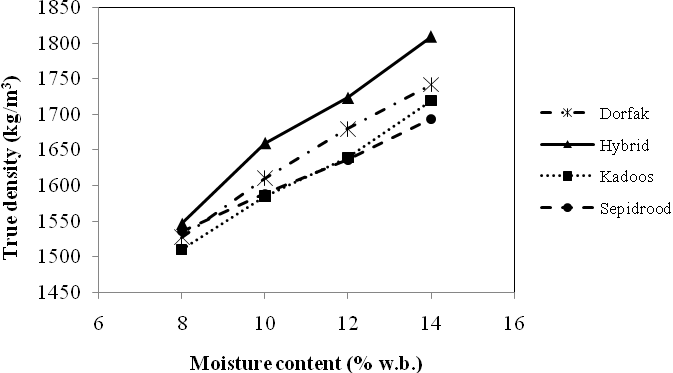 1850
1800
1750
1700
1650
1600
1550
1500
1450
True density (kg/m³)
6 8 10 12 14 16
Moisture content (% w.b.)
Dorfak
Hybrid
Kadoos
Sepidrood